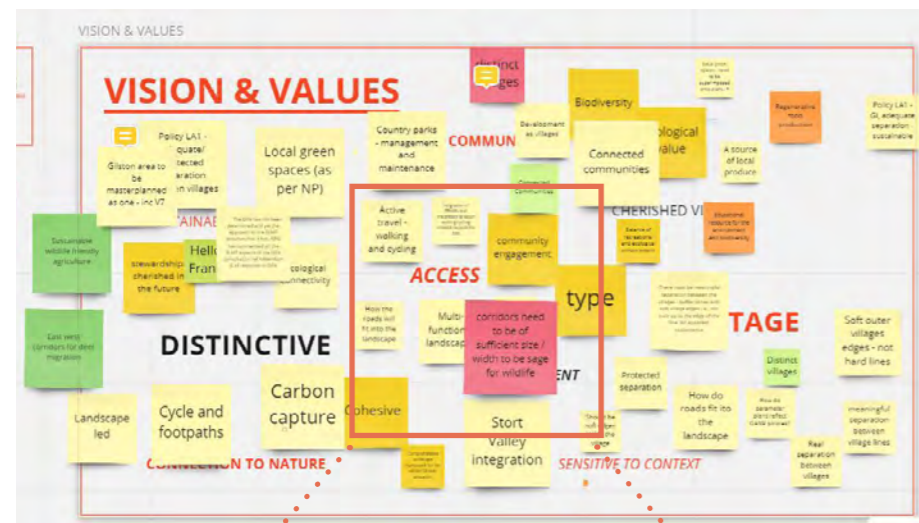 VISION & VALUES
VISION & VALUES
distinct
ages
Biodiversity
Regenerative
food
production
Policy LA1 -
GI, adequate
separation,
sustainable
Policy LA1 -
quate/
tected
aration
n villages
Gilston area to
be
masterplanned
as one - inc V7
Local green
spaces (as
per NP)
Country parks
- management
and
maintenance
COMMUN
Development
as villages
Connected
communities
ological
value
A source
of local
produce
Connected
communities
CHERISHED VI
Active
travel -
walking
and cycling
community
engagement
Sustainable
wildlife friendly
agriculture
stewardship
cherished in
the future
Hello
Fran
cological
connectivity
ACCESS
type
East west
corridors for deer
migration
How the
roads will
fit into the
landscape
Multi-
function
landscap
corridors need
to be of
sufficient size /
width to be sage
for wildlife
TAGE
Soft outer
villages
edges - not
hard lines
DISTINCTIVE
ENT
Distinct
villages
Protected
separation
Landscape
led
Cycle and
footpaths
Carbon
capture
Cohesive
Stort
Valley
integration
How do
roads fit ito
the
landscape
meaningful
separation
between
village lines
Real
separation
between
villages
CONNECTION TO NATURE
SENSITIVE TO CONTEXT